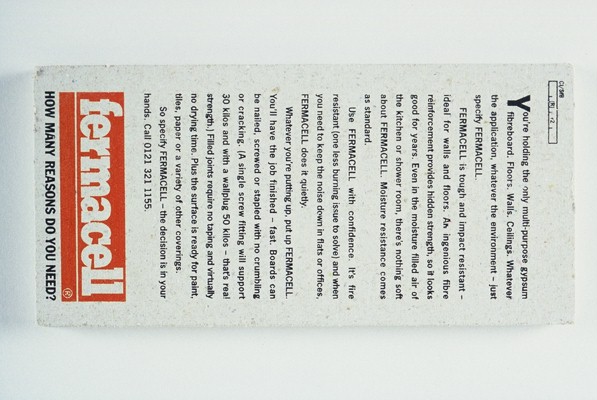 You're holding the only multi-purpose gypsum
fibreboard. Floors. Walls. Ceilings. Whatever
the application, whatever the environment – just
specify FERMACELL.
FERMACELL is tough and impact resistant –
ideal for walls and floors. An ingenious fibre
reinforcement provides hidden strength, so it looks
good for years. Even in the moisture filled air of
the kitchen or shower room, there's nothing soft
about FERMACELL. Moisture resistance comes
as standard.
Use FERMACELL with confidence. It's fire
resistant (one less burning issue to solve) and when
you need to keep the noise down in flats or offices,
FERMACELL does it quietly.
Whatever you're putting up, put up FERMACELL.
You'll have the job finished – fast. Boards can
be nailed, screwed or stapled with no crumbling
or cracking. (A single screw fitting will support
30 kilos and with a wallplug 50 kilos – that's real
strength.) Filled joints require no taping and virtually
no drying time. Plus the surface is ready for paint,
tiles, paper or a variety of other coverings.
So specify FERMACELL – the decision is in your
hands. Call 0121 321 1155.
fermacell®
HOW MANY REASONS DO YOU NEED?